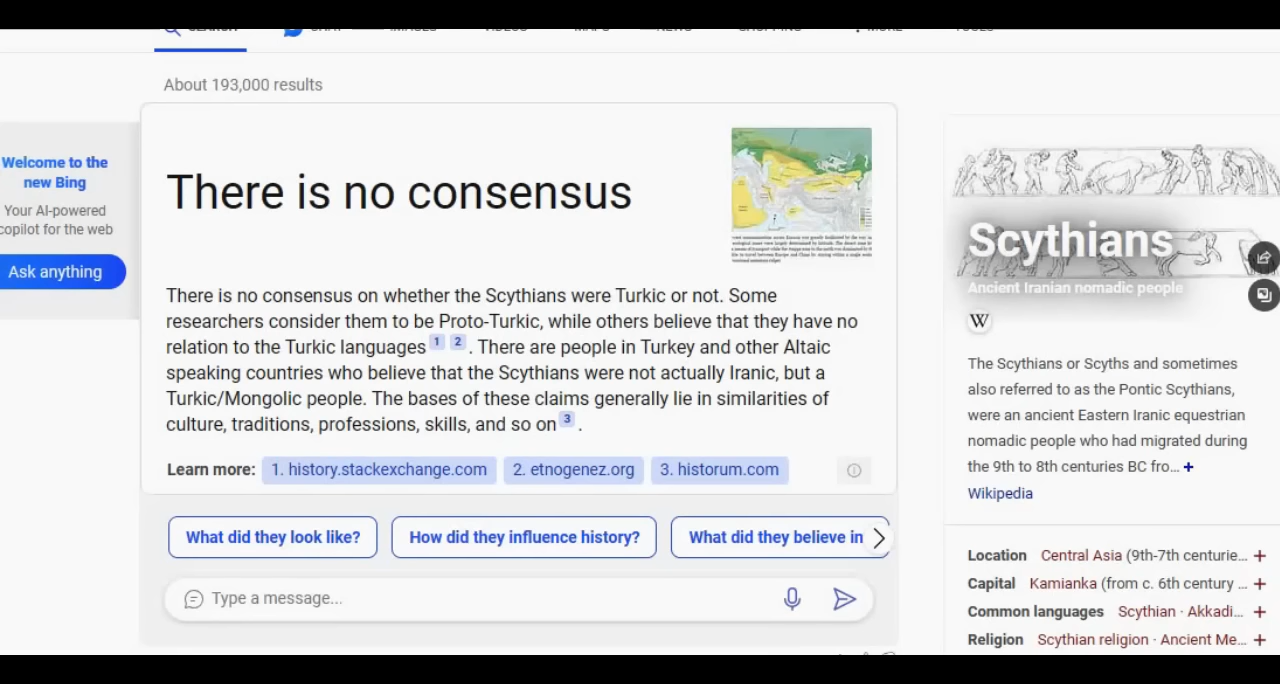 About 193,000 results
Welcome to the
new Bing
Your AI-powered
copilot for the web
Ask anything
There is no consensus
There is no consensus on whether the Scythians were Turkic or not. Some
researchers consider them to be Proto-Turkic, while others believe that they have no
relation to the Turkic languages 1 2 . There are people in Turkey and other Altaic
speaking countries who believe that the Scythians were not actually Iranic, but a
Turkic/Mongolic people. The bases of these claims generally lie in similarities of
culture, traditions, professions, skills, and so on 3 .
Learn more: 1. history.stackexchange.com 2. etnogenez.org 3. historum.com
What did they look like? How did they influence history? What did they believe in
Type a message...
Scythians
Ancient Iranian nomadic people
W
The Scythians or Scyths and sometimes
also referred to as the Pontic Scythians,
were an ancient Eastern Iranic equestrian
nomadic people who had migrated during
the 9th to 8th centuries BC fro... +
Wikipedia
Location Central Asia (9th-7th centurie... +
Capital Kamianka (from c. 6th century ... +
Common languages Scythian · Akkadi... +
Religion Scythian religion · Ancient Me... +